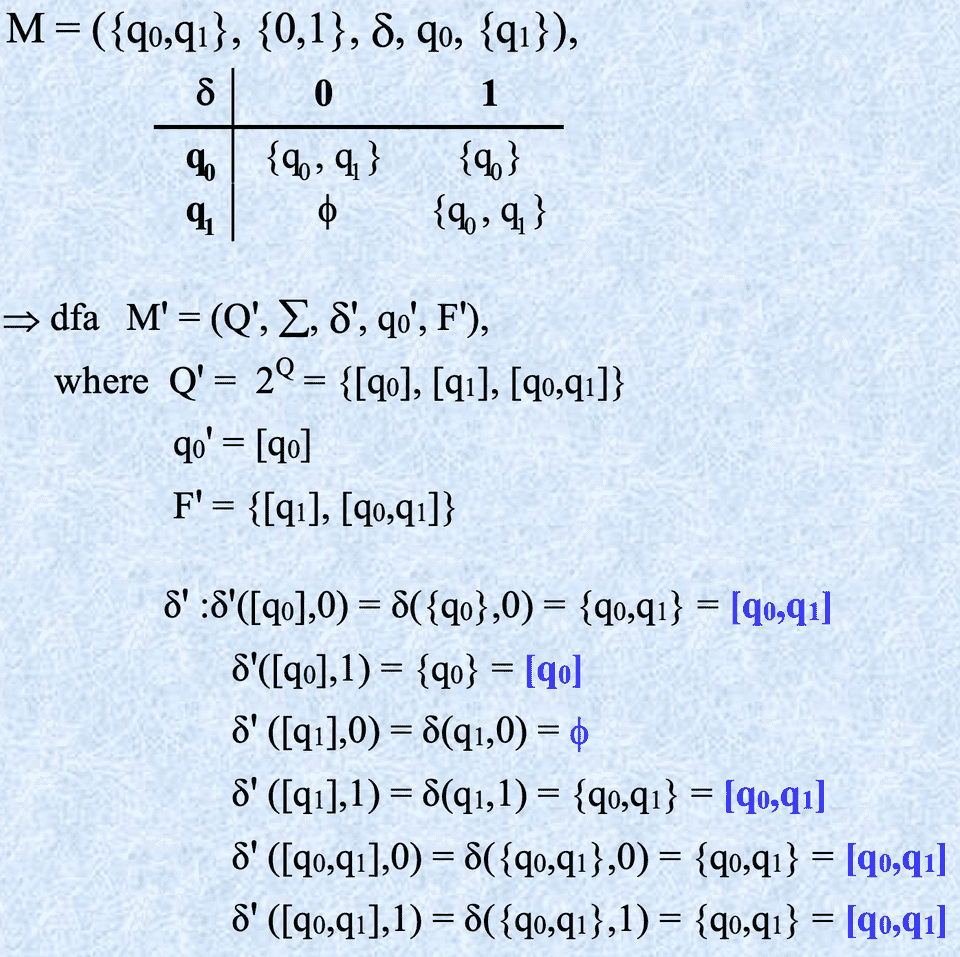 M = ({q₀,q₁}, {0,1}, δ, q₀, {q₁}),
δ 0 1
q₀ {q₀, q₁} {q₀}
q₁ ϕ {q₀, q₁}
⇒ dfa M' = (Q', ∑, δ', q₀', F'),
where Q' = 2^Q = {[q₀], [q₁], [q₀,q₁]}
q₀' = [q₀]
F' = {[q₁], [q₀,q₁]}
δ' :δ'([q₀],0) = δ({q₀},0) = {q₀,q₁} = [q₀,q₁]
δ'([q₀],1) = {q₀} = [q₀]
δ' ([q₁],0) = δ(q₁,0) = ϕ
δ' ([q₁],1) = δ(q₁,1) = {q₀,q₁} = [q₀,q₁]
δ' ([q₀,q₁],0) = δ({q₀,q₁},0) = {q₀,q₁} = [q₀,q₁]
δ' ([q₀,q₁],1) = δ({q₀,q₁},1) = {q₀,q₁} = [q₀,q₁]